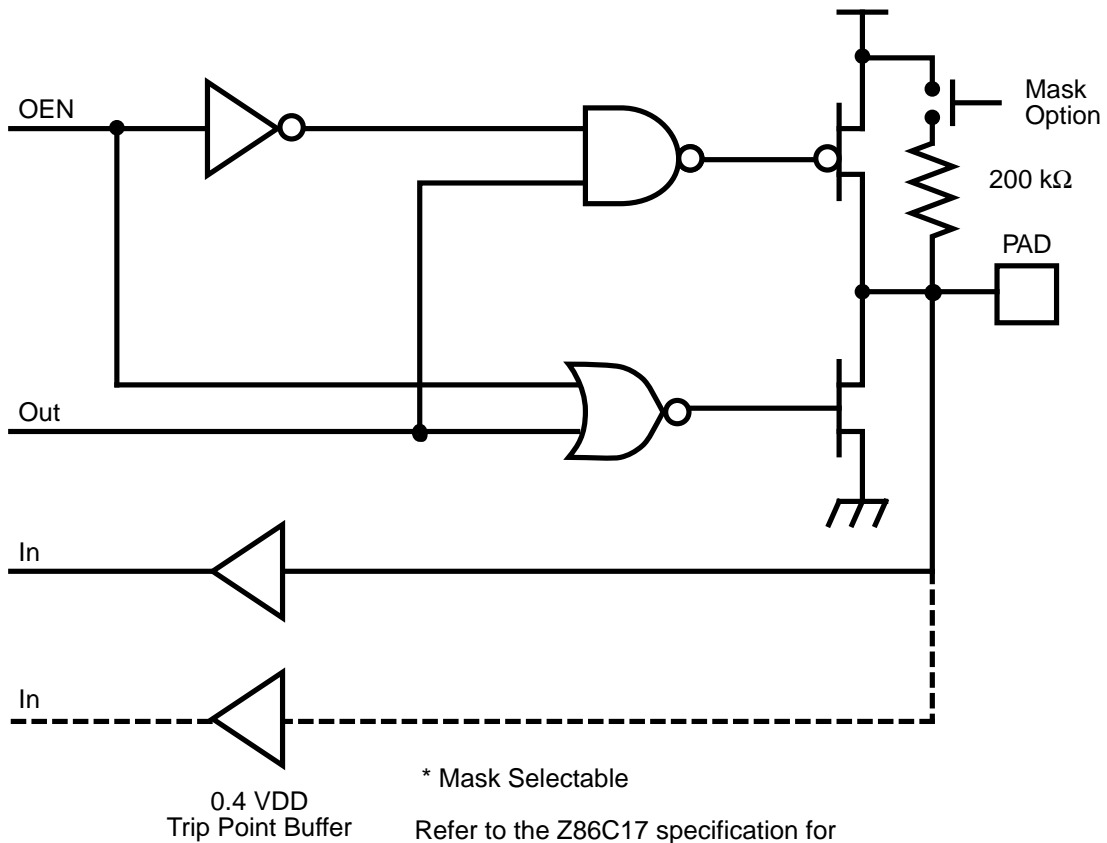 OEN
Mask
Option
200 kΩ
PAD
Out
In
In
0.4 VDD
Trip Point Buffer
* Mask Selectable
Refer to the Z86C17 specification for